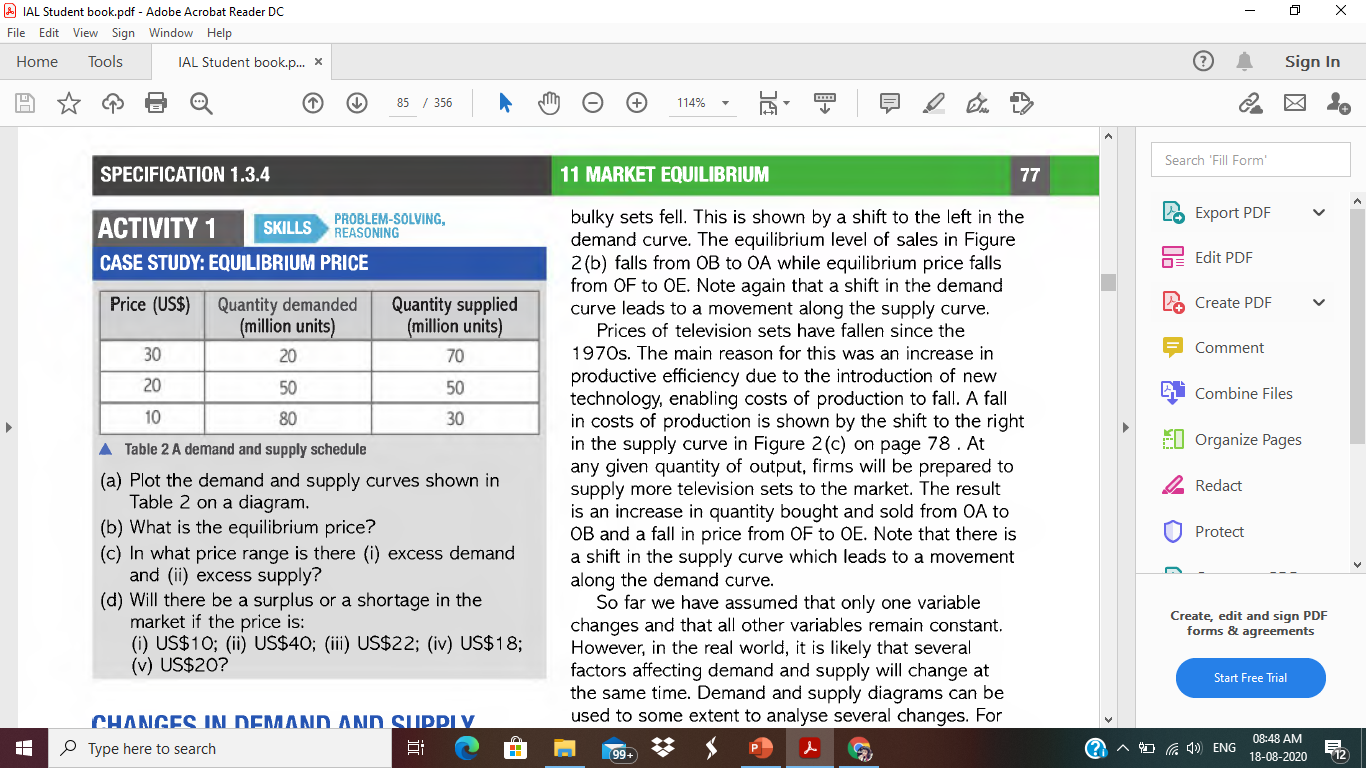 IAL Student book.pdf - Adobe Acrobat Reader DC
File Edit View Sign Window Help
Home Tools IAL Student book.p... × Sign In
85 / 356 114%
SPECIFICATION 1.3.4
11 MARKET EQUILIBRIUM 77
ACTIVITY 1 SKILLS PROBLEM-SOLVING,
REASONING
CASE STUDY: EQUILIBRIUM PRICE
Price (US$) Quantity demanded Quantity supplied
(million units) (million units)
30 20 70
20 50 50
10 80 30
Table 2 A demand and supply schedule
(a) Plot the demand and supply curves shown in
Table 2 on a diagram.
(b) What is the equilibrium price?
(c) In what price range is there (i) excess demand
and (ii) excess supply?
(d) Will there be a surplus or a shortage in the
market if the price is:
(i) US$10; (ii) US$40; (iii) US$22; (iv) US$18;
(v) US$20?
CHANGES IN DEMAND AND SUPPLY
bulky sets fell. This is shown by a shift to the left in the
demand curve. The equilibrium level of sales in Figure
2(b) falls from OB to OA while equilibrium price falls
from OF to OE. Note again that a shift in the demand
curve leads to a movement along the supply curve.
Prices of television sets have fallen since the
1970s. The main reason for this was an increase in
productive efficiency due to the introduction of new
technology, enabling costs of production to fall. A fall
in costs of production is shown by the shift to the right
in the supply curve in Figure 2(c) on page 78 . At
any given quantity of output, firms will be prepared to
supply more television sets to the market. The result
is an increase in quantity bought and sold from OA to
OB and a fall in price from OF to OE. Note that there is
a shift in the supply curve which leads to a movement
along the demand curve.
So far we have assumed that only one variable
changes and that all other variables remain constant.
However, in the real world, it is likely that several
factors affecting demand and supply will change at
the same time. Demand and supply diagrams can be
used to some extent to analyse several changes. For
Search 'Fill Form'
Export PDF
Edit PDF
Create PDF
Comment
Combine Files
Organize Pages
Redact
Protect
Create, edit and sign PDF
forms & agreements
Start Free Trial
Type here to search
99+
ENG
08:48 AM
18-08-2020
12